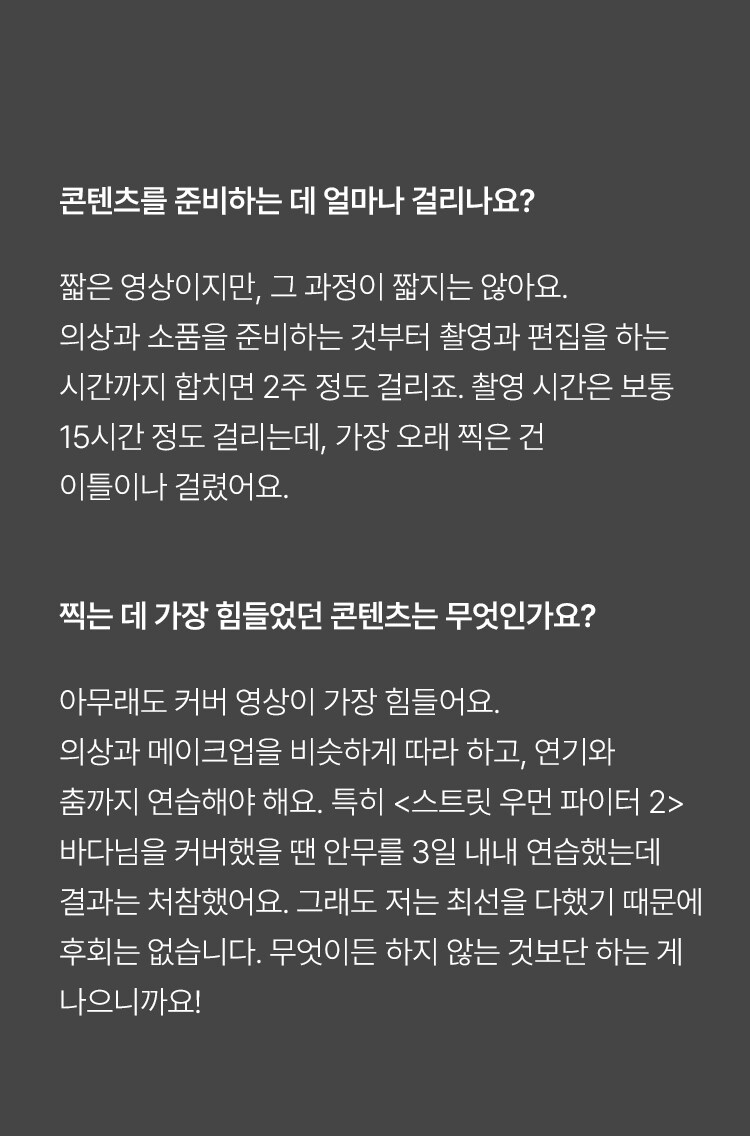 콘텐츠를 준비하는 데 얼마나 걸리나요?
짧은 영상이지만, 그 과정이 짧지는 않아요.
의상과 소품을 준비하는 것부터 촬영과 편집을 하는
시간까지 합치면 2주 정도 걸리죠. 촬영 시간은 보통
15시간 정도 걸리는데, 가장 오래 찍은 건
이틀이나 걸렸어요.
찍는 데 가장 힘들었던 콘텐츠는 무엇인가요?
아무래도 커버 영상이 가장 힘들어요.
의상과 메이크업을 비슷하게 따라 하고, 연기와
춤까지 연습해야 해요. 특히 <스트릿 우먼 파이터 2>
바다님을 커버했을 땐 안무를 3일 내내 연습했는데
결과는 처참했어요. 그래도 저는 최선을 다했기 때문에
후회는 없습니다. 무엇이든 하지 않는 것보단 하는 게
나으니까요!